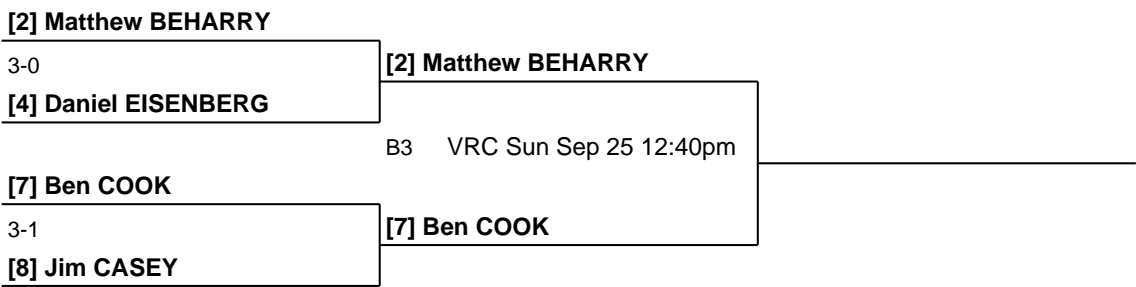 [2] Matthew BEHARRY
3-0
[2] Matthew BEHARRY
[4] Daniel EISENBERG
B3 VRC Sun Sep 25 12:40pm
[7] Ben COOK
3-1
[7] Ben COOK
[8] Jim CASEY